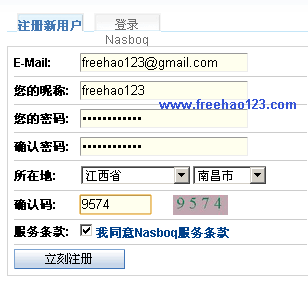 注册新用户 登录
Nasboq
E-Mail: freehao123@gmail.com
您的昵称: freehao123
www.freehao123.com
您的密码: ••••••••••••
确认密码: ••••••••••••
所在地: 江西省 南昌市
确认码: 9574 9574
服务条款: 我同意Nasboq服务条款
立刻注册